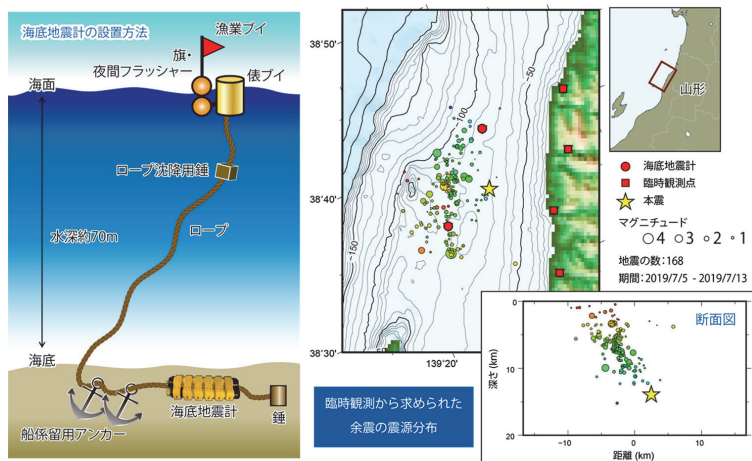 海底地震計の設置方法
漁業ブイ
旗・
夜間フラッシャー
俵ブイ
海面
ロープ沈降用錘
水深約70m
ロープ
海底
海底地震計
錘
船係留用アンカー
38°50'
38°40'
38°30'
139°20'
−50
−100
−150
臨時観測から求められた
余震の震源分布
山形
海底地震計
臨時観測点
本震
マグニチュード
4 3 2 1
地震の数：168
期間：2019/7/5 - 2019/7/13
断面図
深さ (km)
0
10
20
−10 0 10
距離 (km)